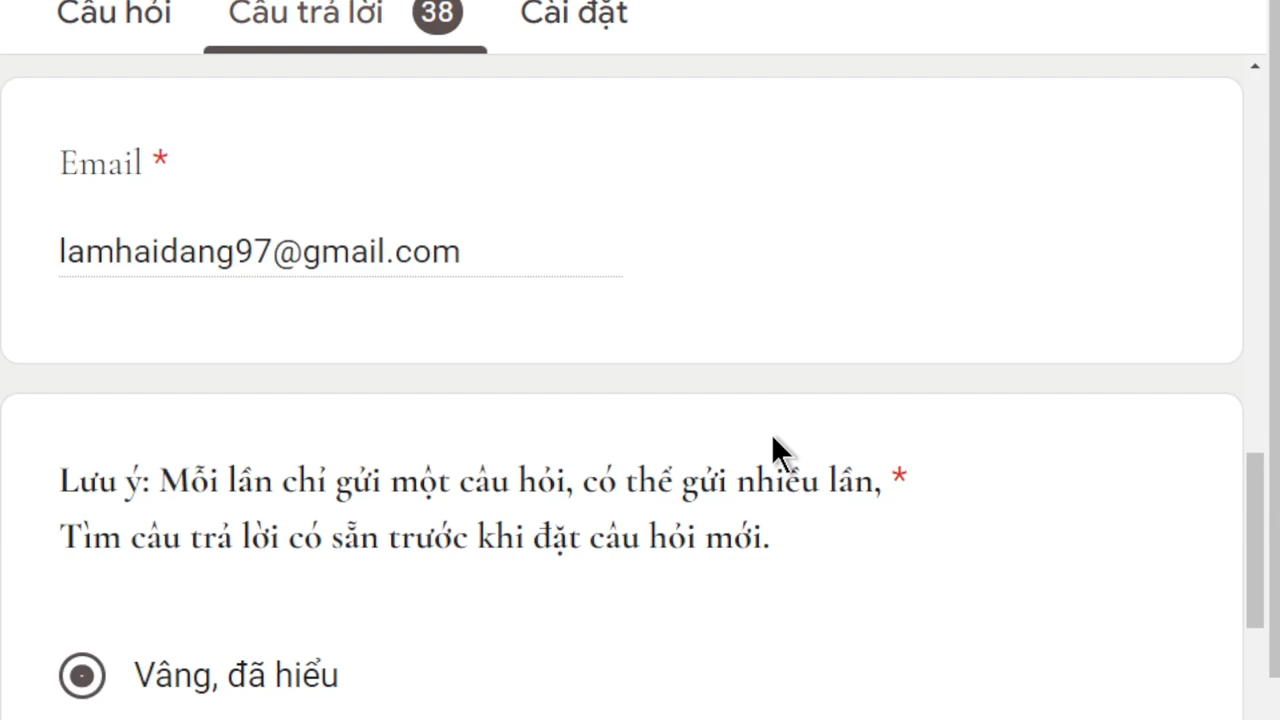 Câu hỏi Câu trả lời 38 Cài đặt
Email *
lamhaidang97@gmail.com
Lưu ý: Mỗi lần chỉ gửi một câu hỏi, có thể gửi nhiều lần, *
Tìm câu trả lời có sẵn trước khi đặt câu hỏi mới.
Vâng, đã hiểu